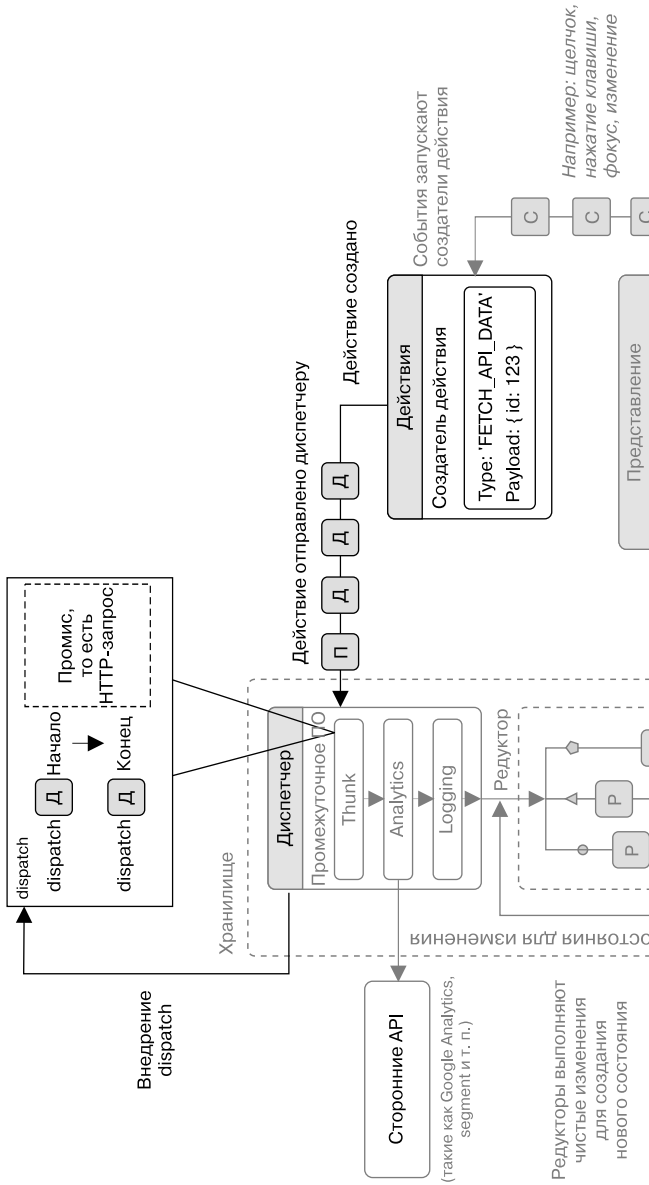 Внедрение
dispatch
dispatch
dispatch Д Начало
dispatch Д Конец
Промис,
то есть
HTTP-запрос
Хранилище
Диспетчер
Промежуточное ПО
Thunk
Analytics
Logging
Сторонние API
(такие как Google Analytics,
segment и т. п.)
Действие отправлено диспетчеру
П
Д
Д
Д
Действие создано
Действия
Создатель действия
Type: 'FETCH_API_DATA'
Payload: { id: 123 }
События запускают
создатели действия
С
С
С
Например: щелчок,
нажатие клавиши,
фокус, изменение
Редуктор
Р
Р
остояния для изменения
Редукторы выполняют
чистые изменения
для создания
нового состояния
Представление